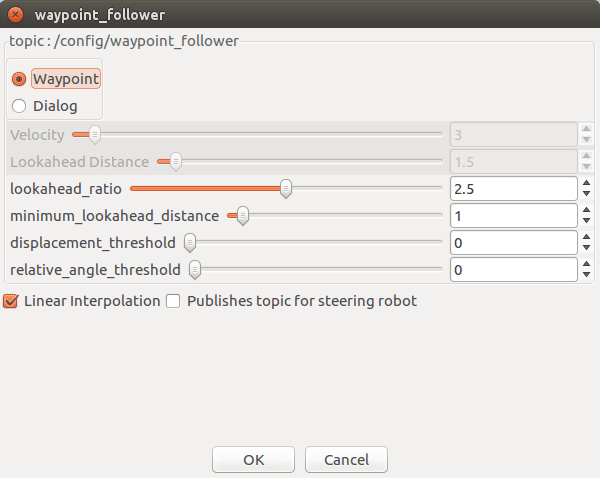 waypoint_follower
topic : /config/waypoint_follower
Waypoint
Dialog
Velocity 3
Lookahead Distance 1.5
lookahead_ratio 2.5
minimum_lookahead_distance 1
displacement_threshold 0
relative_angle_threshold 0
Linear Interpolation Publishes topic for steering robot
OK Cancel